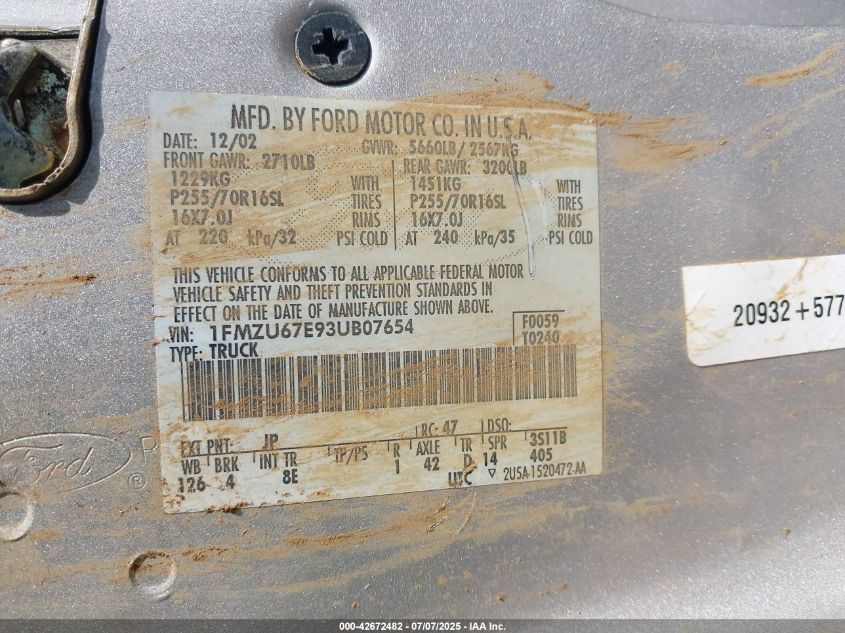 MFD. BY FORD MOTOR CO. IN U.S.A.
DATE: 12/02 GVWR: 5660LB/ 2567KG
FRONT GAWR: 2710LB REAR GAWR: 3200LB
1229KG WITH 1451KG WITH
P255/70R16SL TIRES P255/70R16SL TIRES
16X7.0J RIMS 16X7.0J RIMS
AT 220 kPa/32 PSI COLD AT 240 kPa/35 PSI COLD
THIS VEHICLE CONFORMS TO ALL APPLICABLE FEDERAL MOTOR
VEHICLE SAFETY AND THEFT PREVENTION STANDARDS IN
EFFECT ON THE DATE OF MANUFACTURE SHOWN ABOVE.
VIN: 1FMZU67E93UB07654 F0059
TYPE: TRUCK T0240
RC: 47 DSO:
EXT PNT: JP
WB BRK INT TR TP/PS R AXLE TR SPR 3S11B
126 4 8E 1 42 D 14 405
UTC ▽ 2U5A-1520472-AA
Ford ®
20932+577
000-42672482 - 07/07/2025 - IAA Inc.